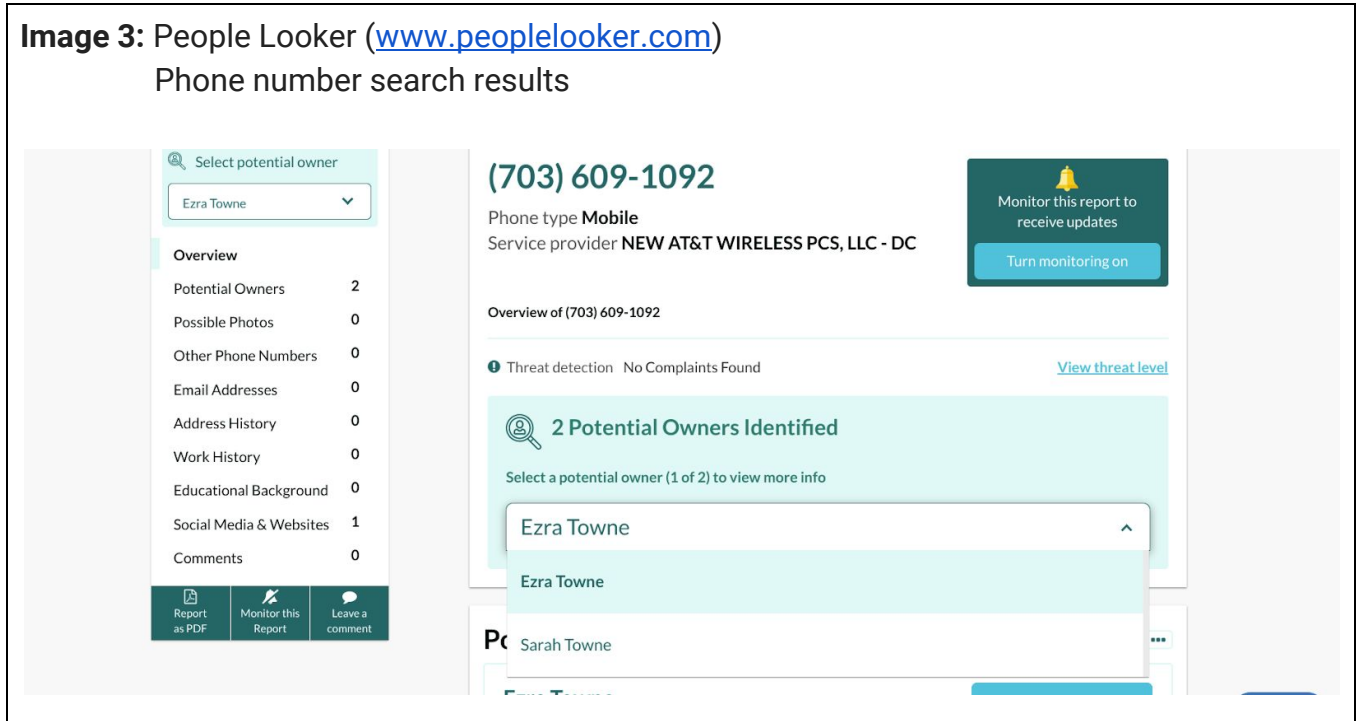 Image 3: People Looker (www.peoplelooker.com)
Phone number search results
Select potential owner
Ezra Towne
Overview
Potential Owners 2
Possible Photos 0
Other Phone Numbers 0
Email Addresses 0
Address History 0
Work History 0
Educational Background 0
Social Media & Websites 1
Comments 0
Report as PDF
Monitor this Report
Leave a comment
(703) 609-1092
Phone type Mobile
Service provider NEW AT&T WIRELESS PCS, LLC - DC
Monitor this report to
receive updates
Turn monitoring on
Overview of (703) 609-1092
Threat detection No Complaints Found
View threat level
2 Potential Owners Identified
Select a potential owner (1 of 2) to view more info
Ezra Towne
Ezra Towne
Sarah Towne